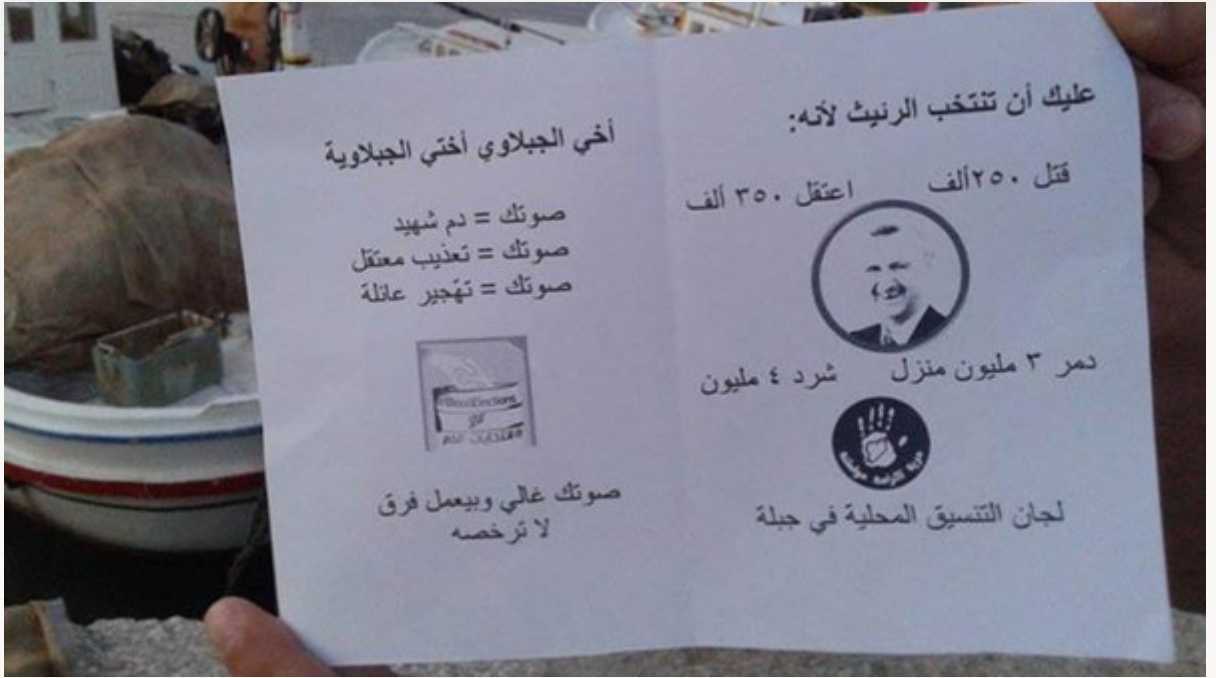 عليك أن تنتخب الرئيث لأنه:
قتل ٢٥٠ألف اعتقل ٣٥٠ ألف
دمر ٣ مليون منزل شرد ٤ مليون
لجان التنسيق المحلية في جبلة
أخي الجبلاوي أختي الجبلاوية
صوتك = دم شهيد
صوتك = تعذيب معتقل
صوتك = تهجير عائلة
صوتك غالي وبيعمل فرق
لا ترخصه